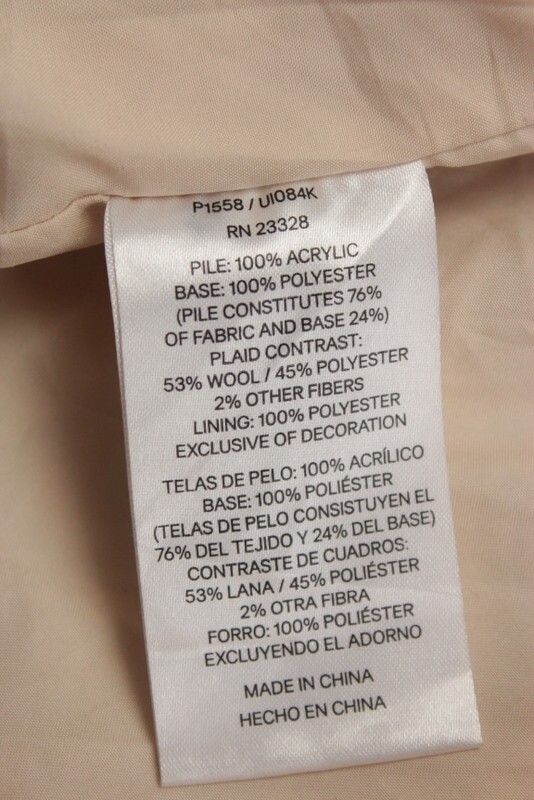 P1558 / U1084K
RN 23328
PILE: 100% ACRYLIC
BASE: 100% POLYESTER
(PILE CONSTITUTES 76%
OF FABRIC AND BASE 24%)
PLAID CONTRAST:
53% WOOL / 45% POLYESTER
2% OTHER FIBERS
LINING: 100% POLYESTER
EXCLUSIVE OF DECORATION
TELAS DE PELO: 100% ACRÍLICO
BASE: 100% POLIÉSTER
(TELAS DE PELO CONSISTUYEN EL
76% DEL TEJIDO Y 24% DEL BASE)
CONTRASTE DE CUADROS:
53% LANA / 45% POLIÉSTER
2% OTRA FIBRA
FORRO: 100% POLIÉSTER
EXCLUYENDO EL ADORNO
MADE IN CHINA
HECHO EN CHINA